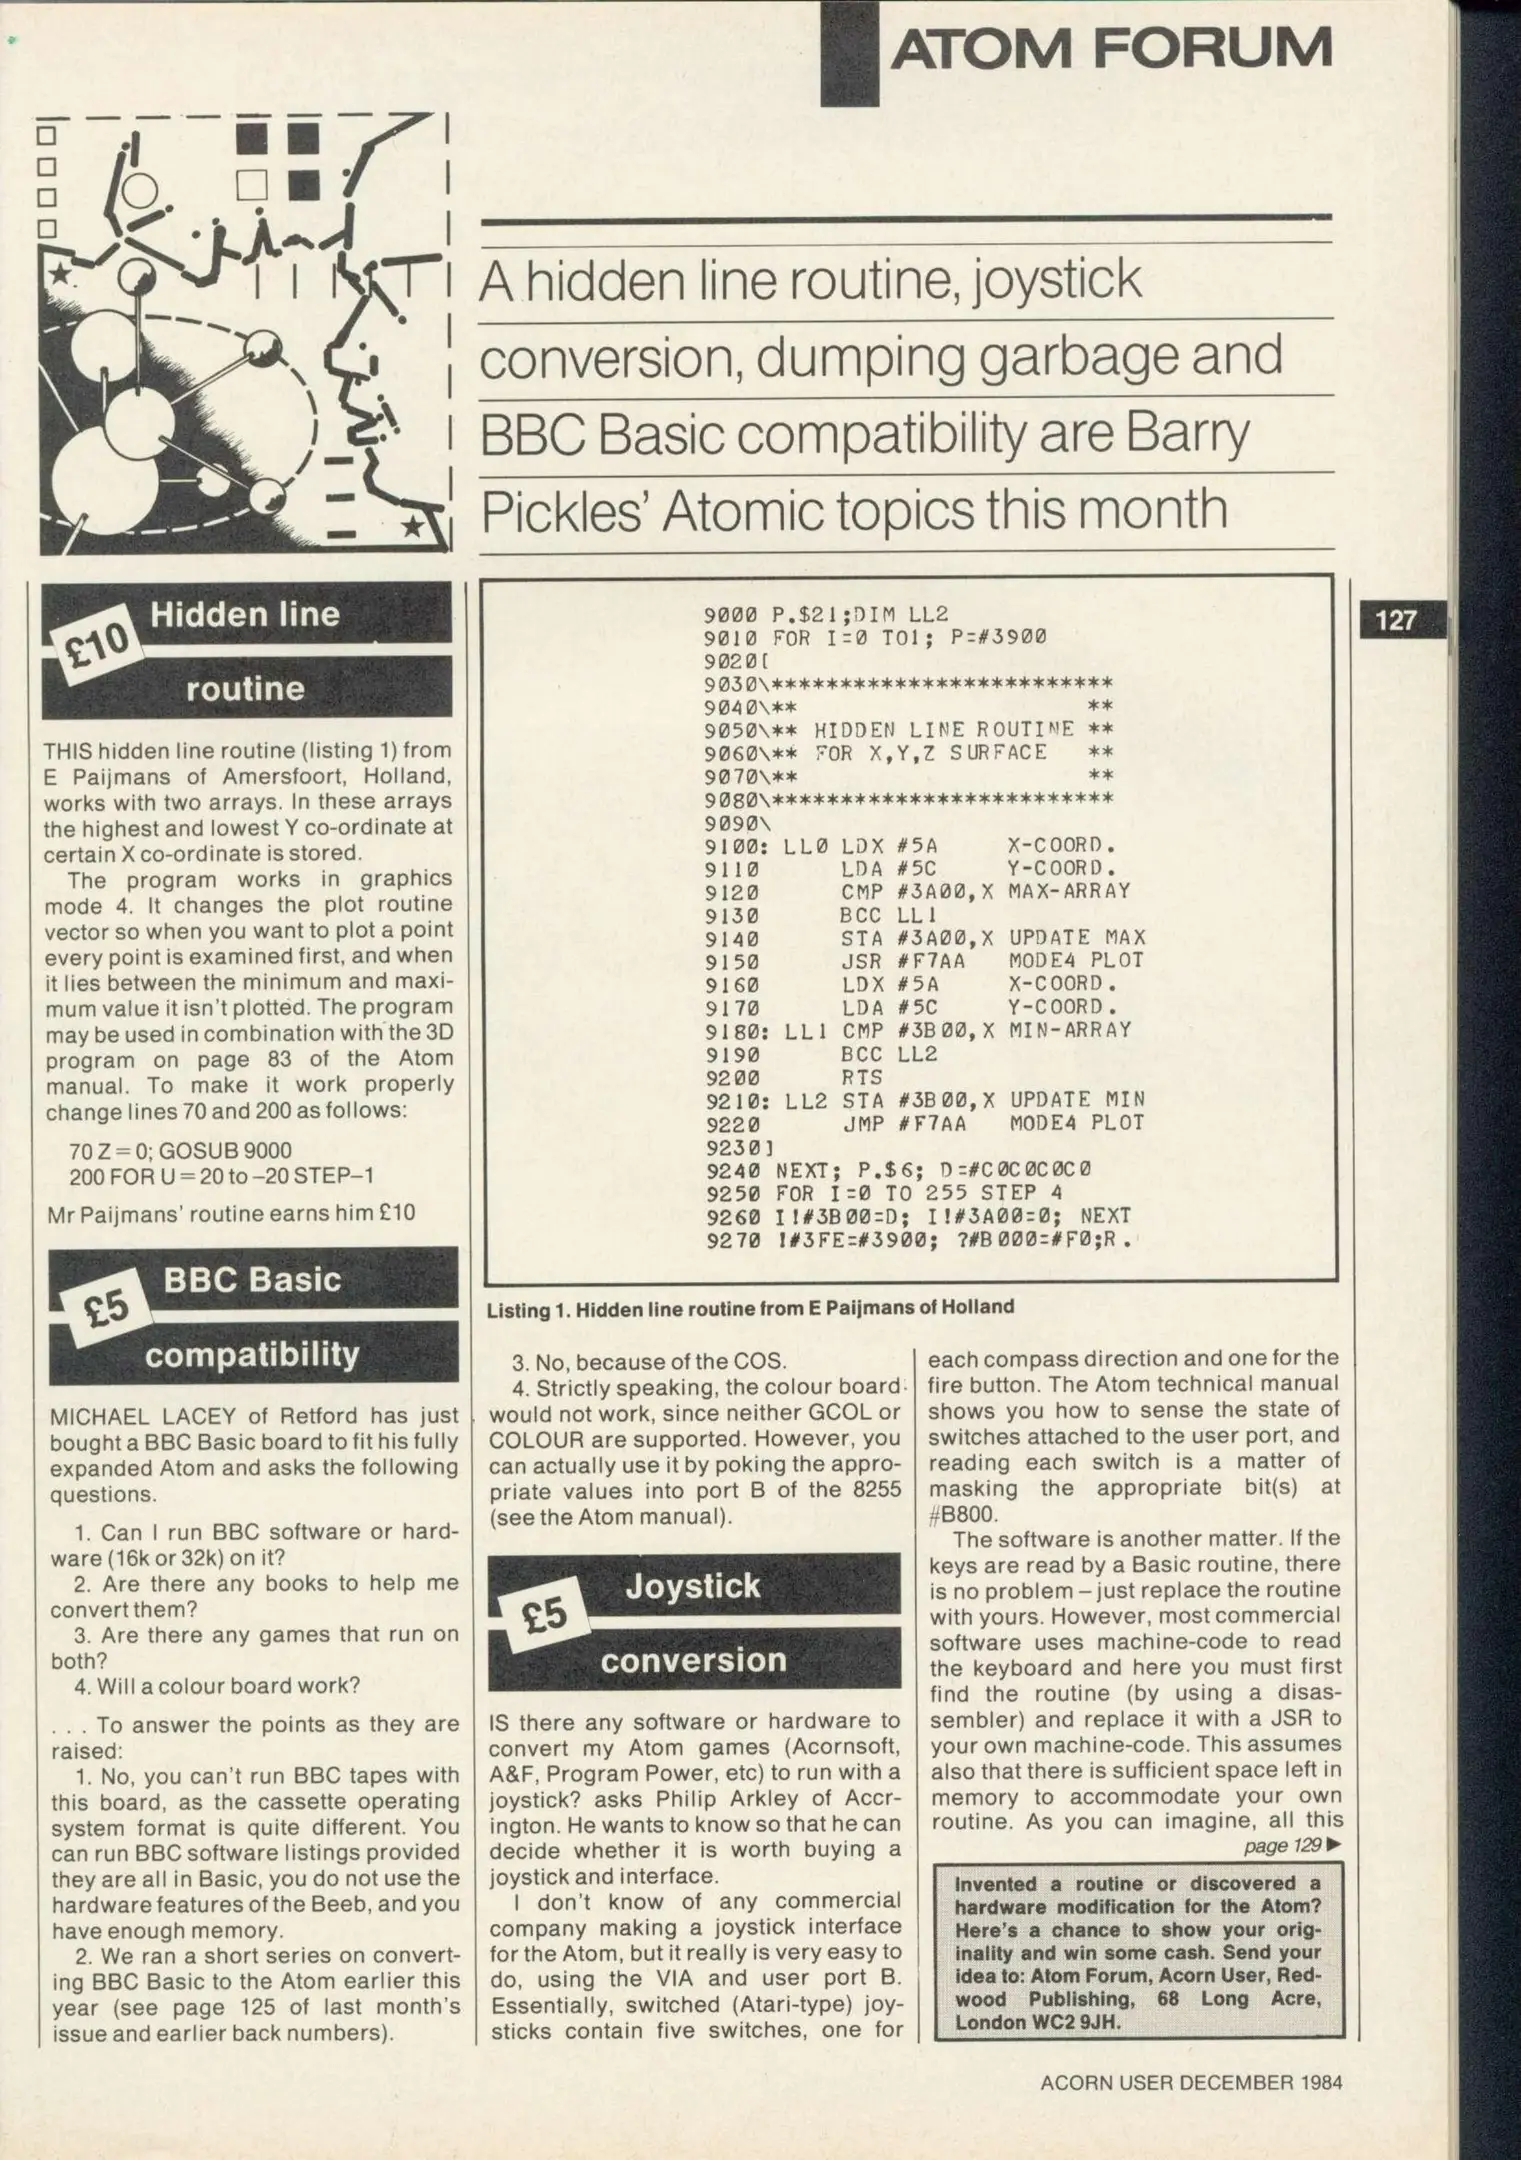 ATOM FORUM
A hidden line routine, joystick
conversion, dumping garbage and
BBC Basic compatibility are Barry
Pickles' Atomic topics this month
127
£10
Hidden line
routine
THIS hidden line routine (listing 1) from
E Paijmans of Amersfoort, Holland,
works with two arrays. In these arrays
the highest and lowest Y co-ordinate at
certain X co-ordinate is stored.
The program works in graphics
mode 4. It changes the plot routine
vector so when you want to plot a point
every point is examined first, and when
it lies between the minimum and maxi-
mum value it isn't plotted. The program
may be used in combination with the 3D
program on page 83 of the Atom
manual. To make it work properly
change lines 70 and 200 as follows:
70 Z = 0; GOSUB 9000
200 FOR U = 20 to –20 STEP–1
Mr Paijmans' routine earns him £10
9000 P.$21;DIM LL2
9010 FOR I=0 TO1; P=#3900
9020[
9030\*************************
9040\** **
9050\** HIDDEN LINE ROUTINE **
9060\** FOR X,Y,Z SURFACE **
9070\** **
9080\*************************
9090\
9100: LL0 LDX #5A X-COORD.
9110 LDA #5C Y-COORD.
9120 CMP #3A00,X MAX-ARRAY
9130 BCC LL1
9140 STA #3A00,X UPDATE MAX
9150 JSR #F7AA MODE4 PLOT
9160 LDX #5A X-COORD.
9170 LDA #5C Y-COORD.
9180: LL1 CMP #3B00,X MIN-ARRAY
9190 BCC LL2
9200 RTS
9210: LL2 STA #3B00,X UPDATE MIN
9220 JMP #F7AA MODE4 PLOT
9230]
9240 NEXT; P.$6; D=#C0C0C0C0
9250 FOR I=0 TO 255 STEP 4
9260 I!#3B00=D; I!#3A00=0; NEXT
9270 !#3FE=#3900; ?#B000=#F0;R.
Listing 1. Hidden line routine from E Paijmans of Holland
£5
BBC Basic
compatibility
MICHAEL LACEY of Retford has just
bought a BBC Basic board to fit his fully
expanded Atom and asks the following
questions.
1. Can I run BBC software or hard-
ware (16k or 32k) on it?
2. Are there any books to help me
convert them?
3. Are there any games that run on
both?
4. Will a colour board work?
. . . To answer the points as they are
raised:
1. No, you can't run BBC tapes with
this board, as the cassette operating
system format is quite different. You
can run BBC software listings provided
they are all in Basic, you do not use the
hardware features of the Beeb, and you
have enough memory.
2. We ran a short series on convert-
ing BBC Basic to the Atom earlier this
year (see page 125 of last month's
issue and earlier back numbers).
3. No, because of the COS.
4. Strictly speaking, the colour board
would not work, since neither GCOL or
COLOUR are supported. However, you
can actually use it by poking the appro-
priate values into port B of the 8255
(see the Atom manual).
£5
Joystick
conversion
IS there any software or hardware to
convert my Atom games (Acornsoft,
A&F, Program Power, etc) to run with a
joystick? asks Philip Arkley of Accr-
ington. He wants to know so that he can
decide whether it is worth buying a
joystick and interface.
I don't know of any commercial
company making a joystick interface
for the Atom, but it really is very easy to
do, using the VIA and user port B.
Essentially, switched (Atari-type) joy-
sticks contain five switches, one for
each compass direction and one for the
fire button. The Atom technical manual
shows you how to sense the state of
switches attached to the user port, and
reading each switch is a matter of
masking the appropriate bit(s) at
#B800.
The software is another matter. If the
keys are read by a Basic routine, there
is no problem – just replace the routine
with yours. However, most commercial
software uses machine-code to read
the keyboard and here you must first
find the routine (by using a disas-
sembler) and replace it with a JSR to
your own machine-code. This assumes
also that there is sufficient space left in
memory to accommodate your own
routine. As you can imagine, all this
page 129►
Invented a routine or discovered a
hardware modification for the Atom?
Here's a chance to show your orig-
inality and win some cash. Send your
idea to: Atom Forum, Acorn User, Red-
wood Publishing, 68 Long Acre,
London WC2 9JH.
ACORN USER DECEMBER 1984